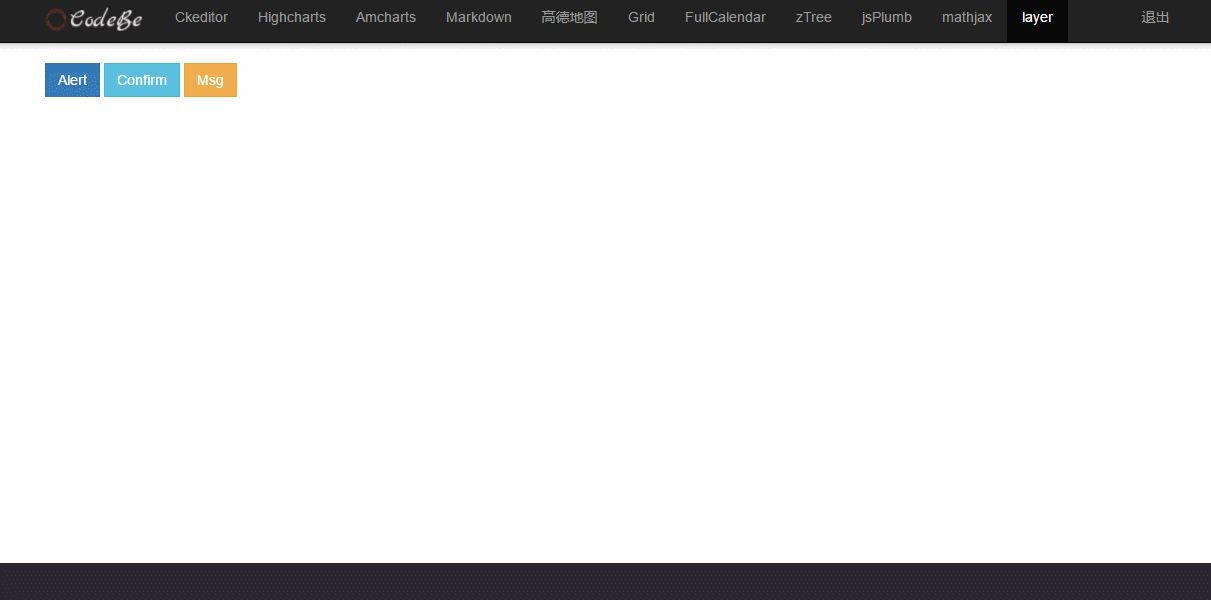 CodeBe Ckeditor Highcharts Amcharts Markdown 高德地图 Grid FullCalendar zTree jsPlumb mathjax layer 退出
Alert Confirm Msg